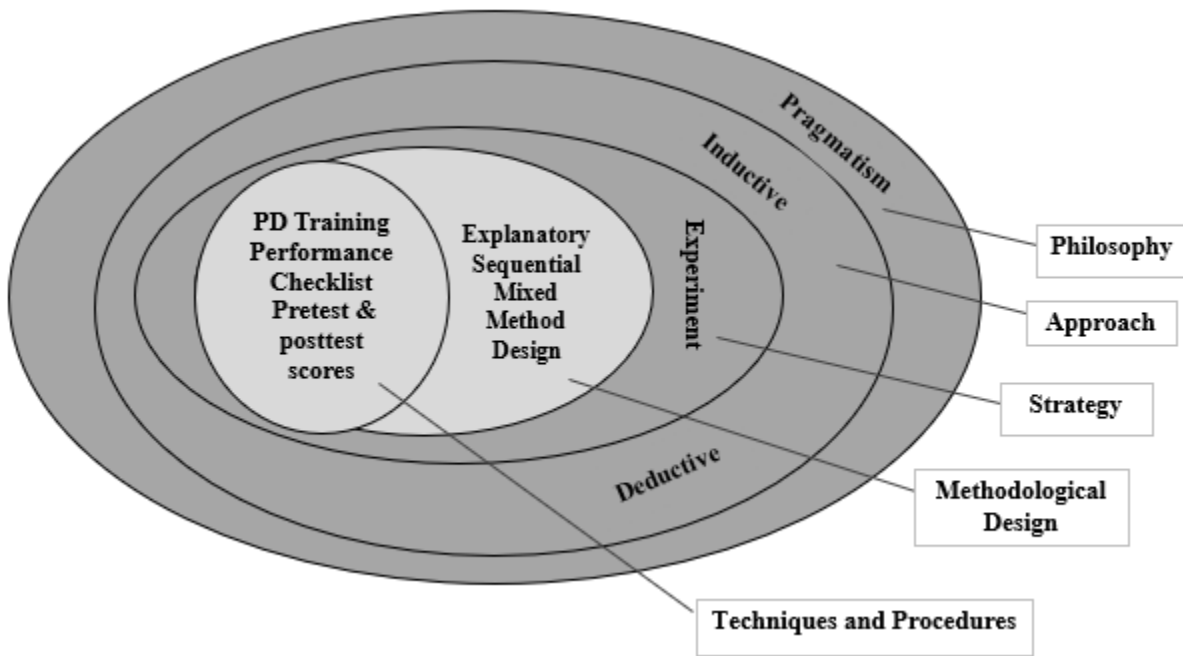 Pragmatism
Inductive
Experiment
Deductive
PD Training
Performance
Checklist
Pretest &
posttest
scores
Explanatory
Sequential
Mixed
Method
Design
Philosophy
Approach
Strategy
Methodological
Design
Techniques and Procedures